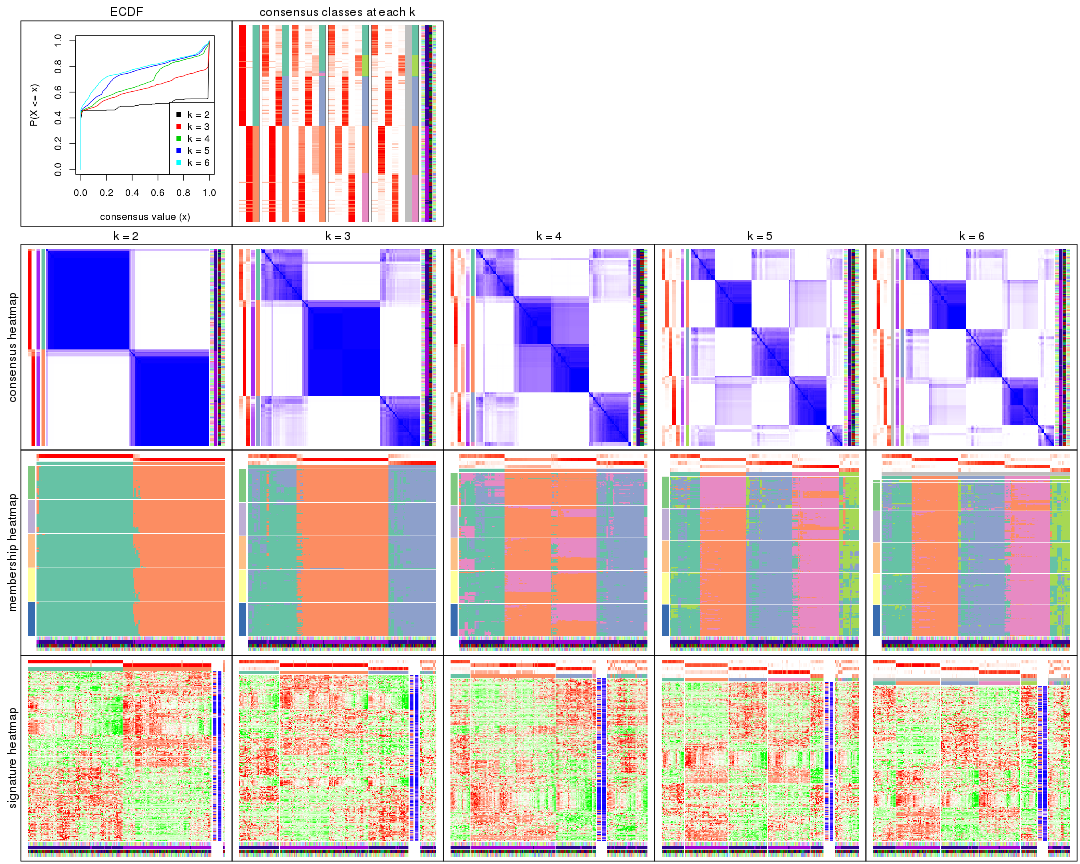 ECDF
consensus classes at each k
P(X <= x)
0.0
0.2
0.4
0.6
0.8
1.0
k = 2
k = 3
k = 4
k = 5
k = 6
0.0 0.2 0.4 0.6 0.8 1.0
consensus value (x)
k = 2
k = 3
k = 4
k = 5
k = 6
consensus heatmap
membership heatmap
signature heatmap